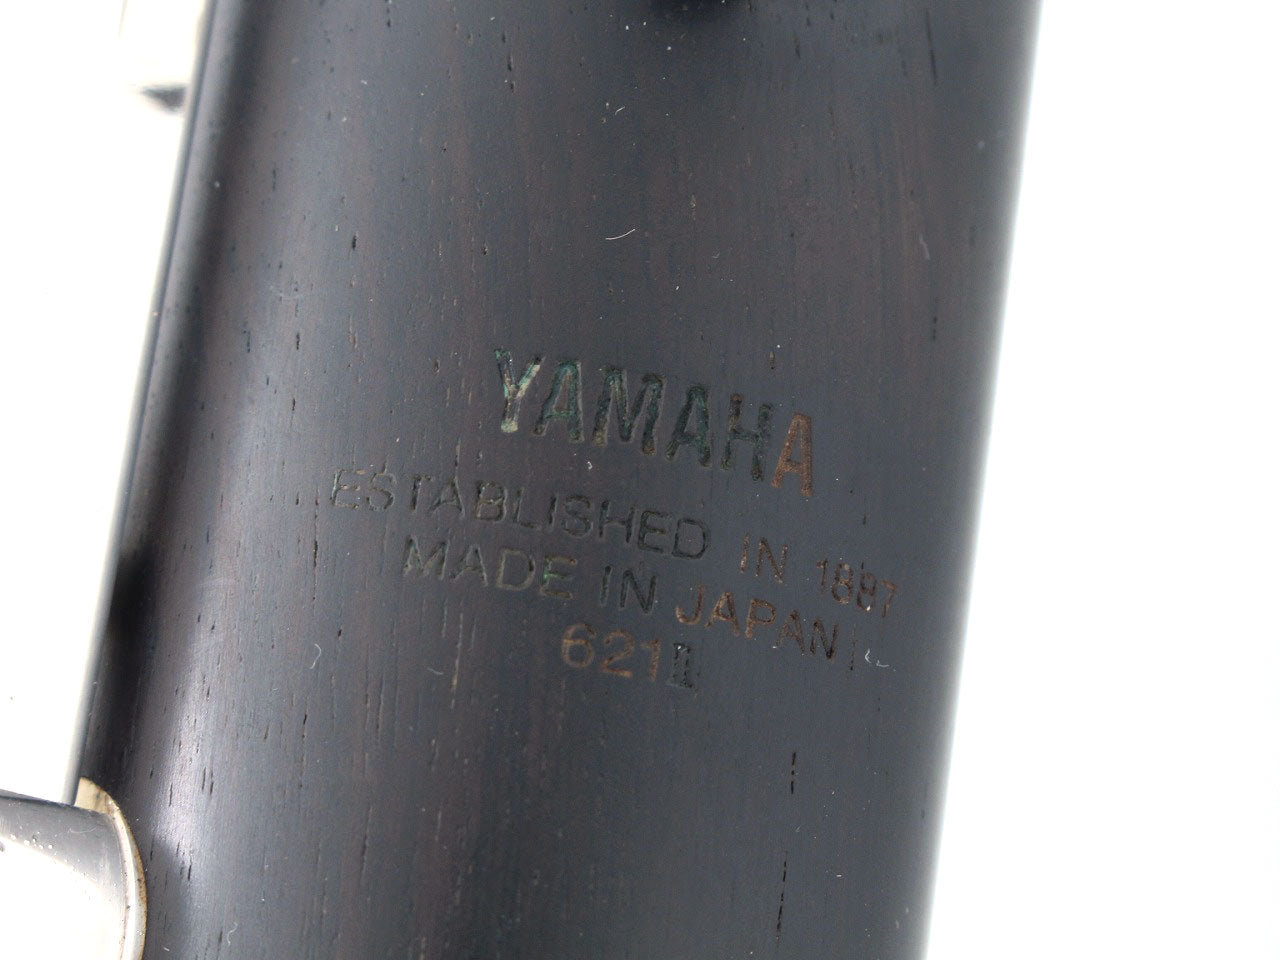 YAMAHA
ESTABLISHED IN 1887
MADE IN JAPAN
621II